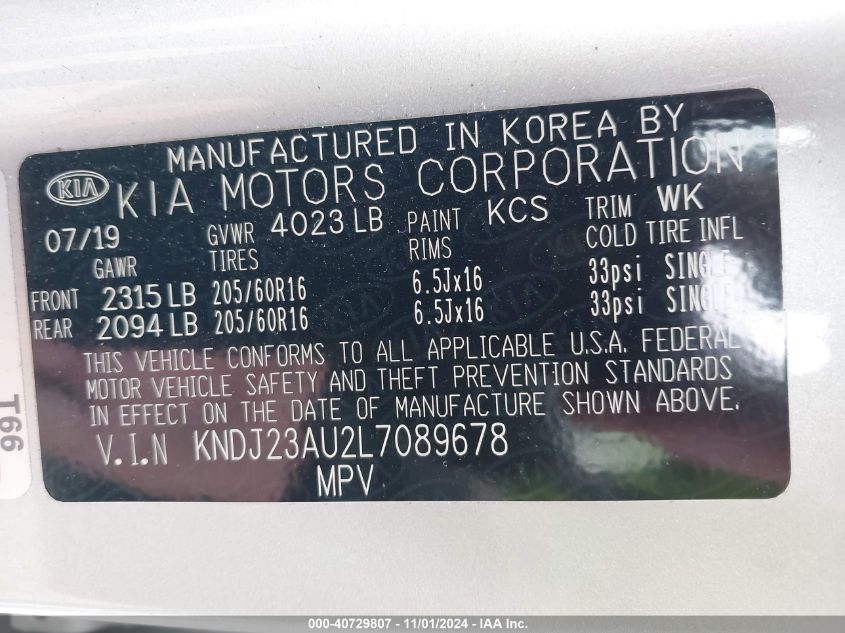 MANUFACTURED IN KOREA BY
KIA KIA MOTORS CORPORATION
07/19 GVWR 4023 LB PAINT KCS TRIM WK
GAWR TIRES RIMS COLD TIRE INFL
FRONT 2315 LB 205/60R16 6.5Jx16 33psi SINGLE
REAR 2094 LB 205/60R16 6.5Jx16 33psi SINGLE
THIS VEHICLE CONFORMS TO ALL APPLICABLE U.S.A. FEDERAL
MOTOR VEHICLE SAFETY AND THEFT PREVENTION STANDARDS
IN EFFECT ON THE DATE OF MANUFACTURE SHOWN ABOVE.
V.I.N KNDJ23AU2L7089678
MPV
T66
000-40729807 - 11/01/2024 - IAA Inc.